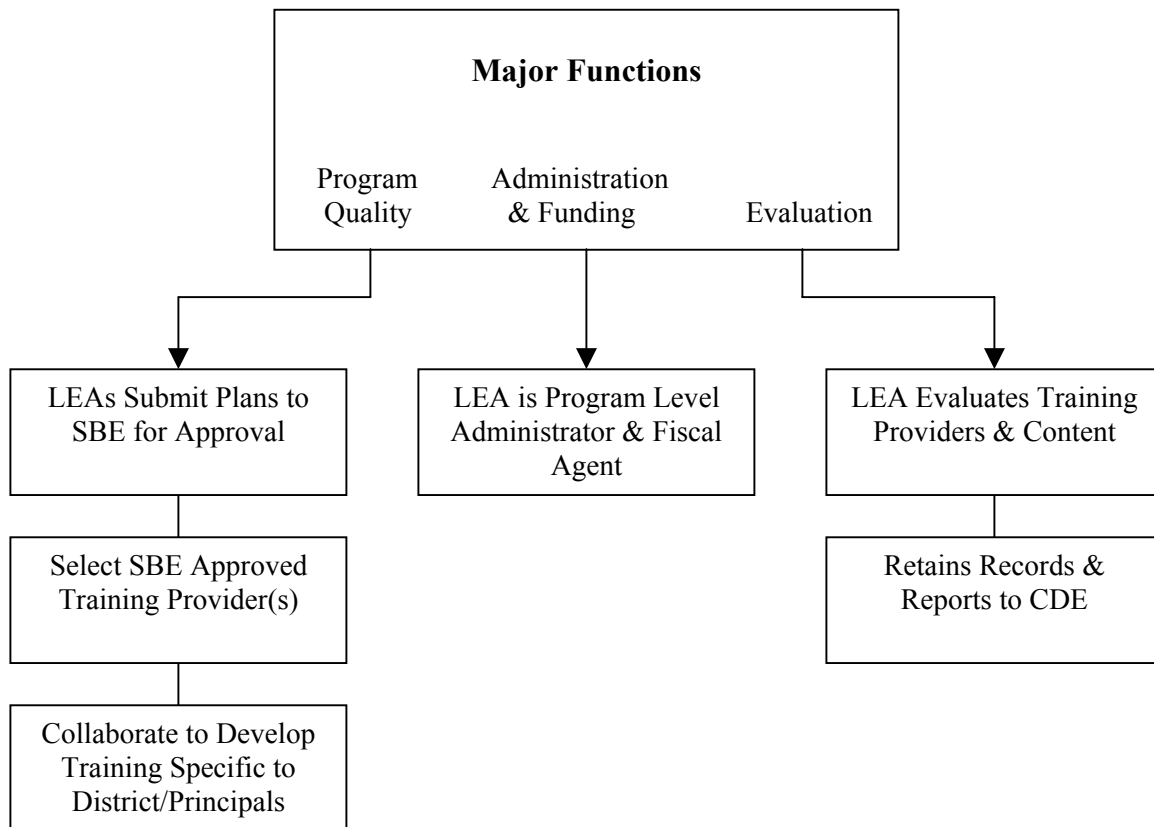 Major Functions
Program
Quality
Administration
& Funding
Evaluation
LEAs Submit Plans to
SBE for Approval
Select SBE Approved
Training Provider(s)
Collaborate to Develop
Training Specific to
District/Principals
LEA is Program Level
Administrator & Fiscal
Agent
LEA Evaluates Training
Providers & Content
Retains Records &
Reports to CDE